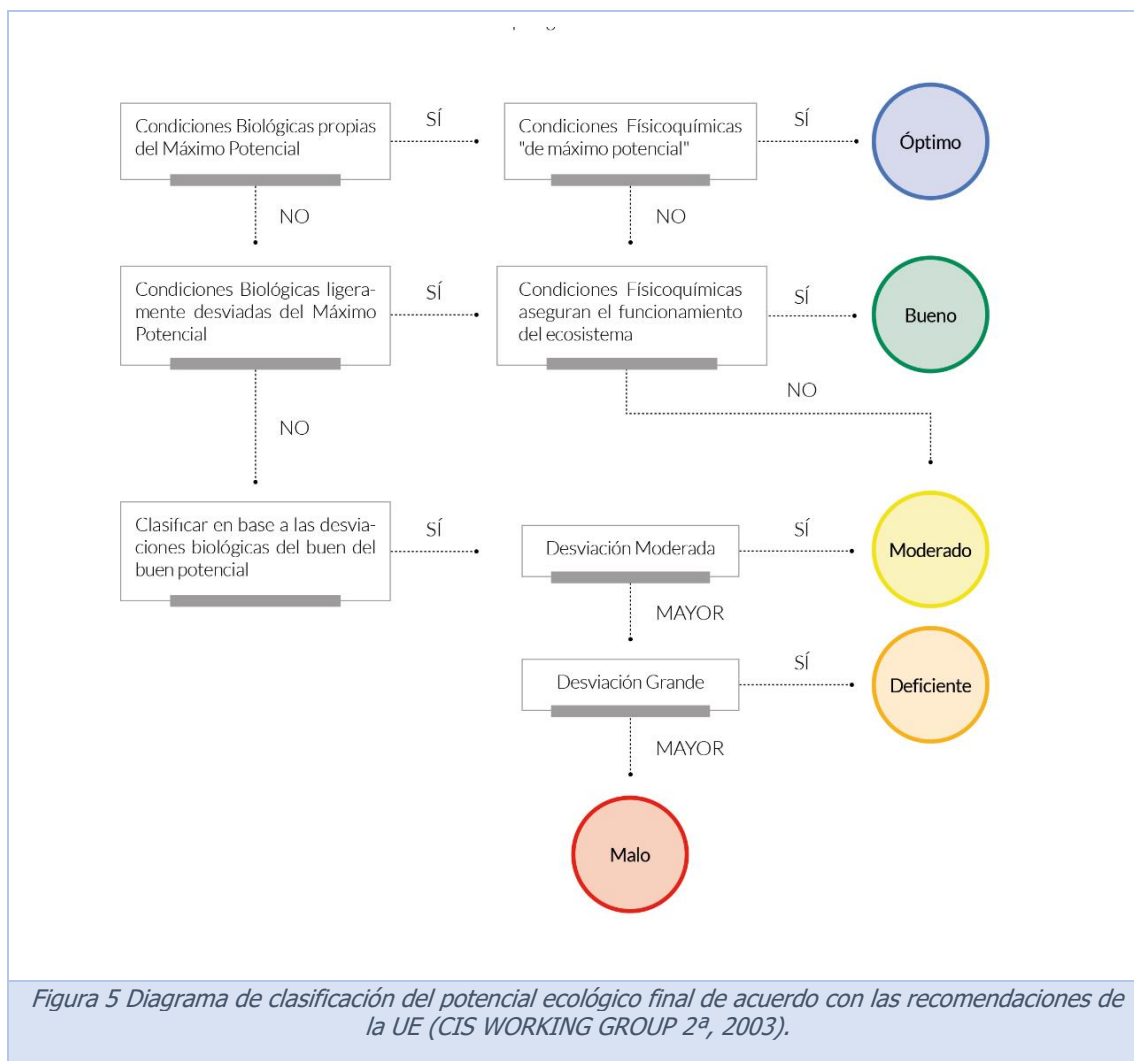 Condiciones Biológicas propias
del Máximo Potencial
SÍ
Condiciones Físicoquímicas
"de máximo potencial"
SÍ
Óptimo
NO
NO
Condiciones Biológicas ligera-
mente desviadas del Máximo
Potencial
SÍ
Condiciones Físicoquímicas
aseguran el funcionamiento
del ecosistema
SÍ
Bueno
NO
NO
Clasificar en base a las desvia-
ciones biológicas del buen del
buen potencial
SÍ
Desviación Moderada
SÍ
Moderado
MAYOR
Desviación Grande
SÍ
Deficiente
MAYOR
Malo
Figura 5 Diagrama de clasificación del potencial ecológico final de acuerdo con las recomendaciones de
la UE (CIS WORKING GROUP 2ª, 2003).